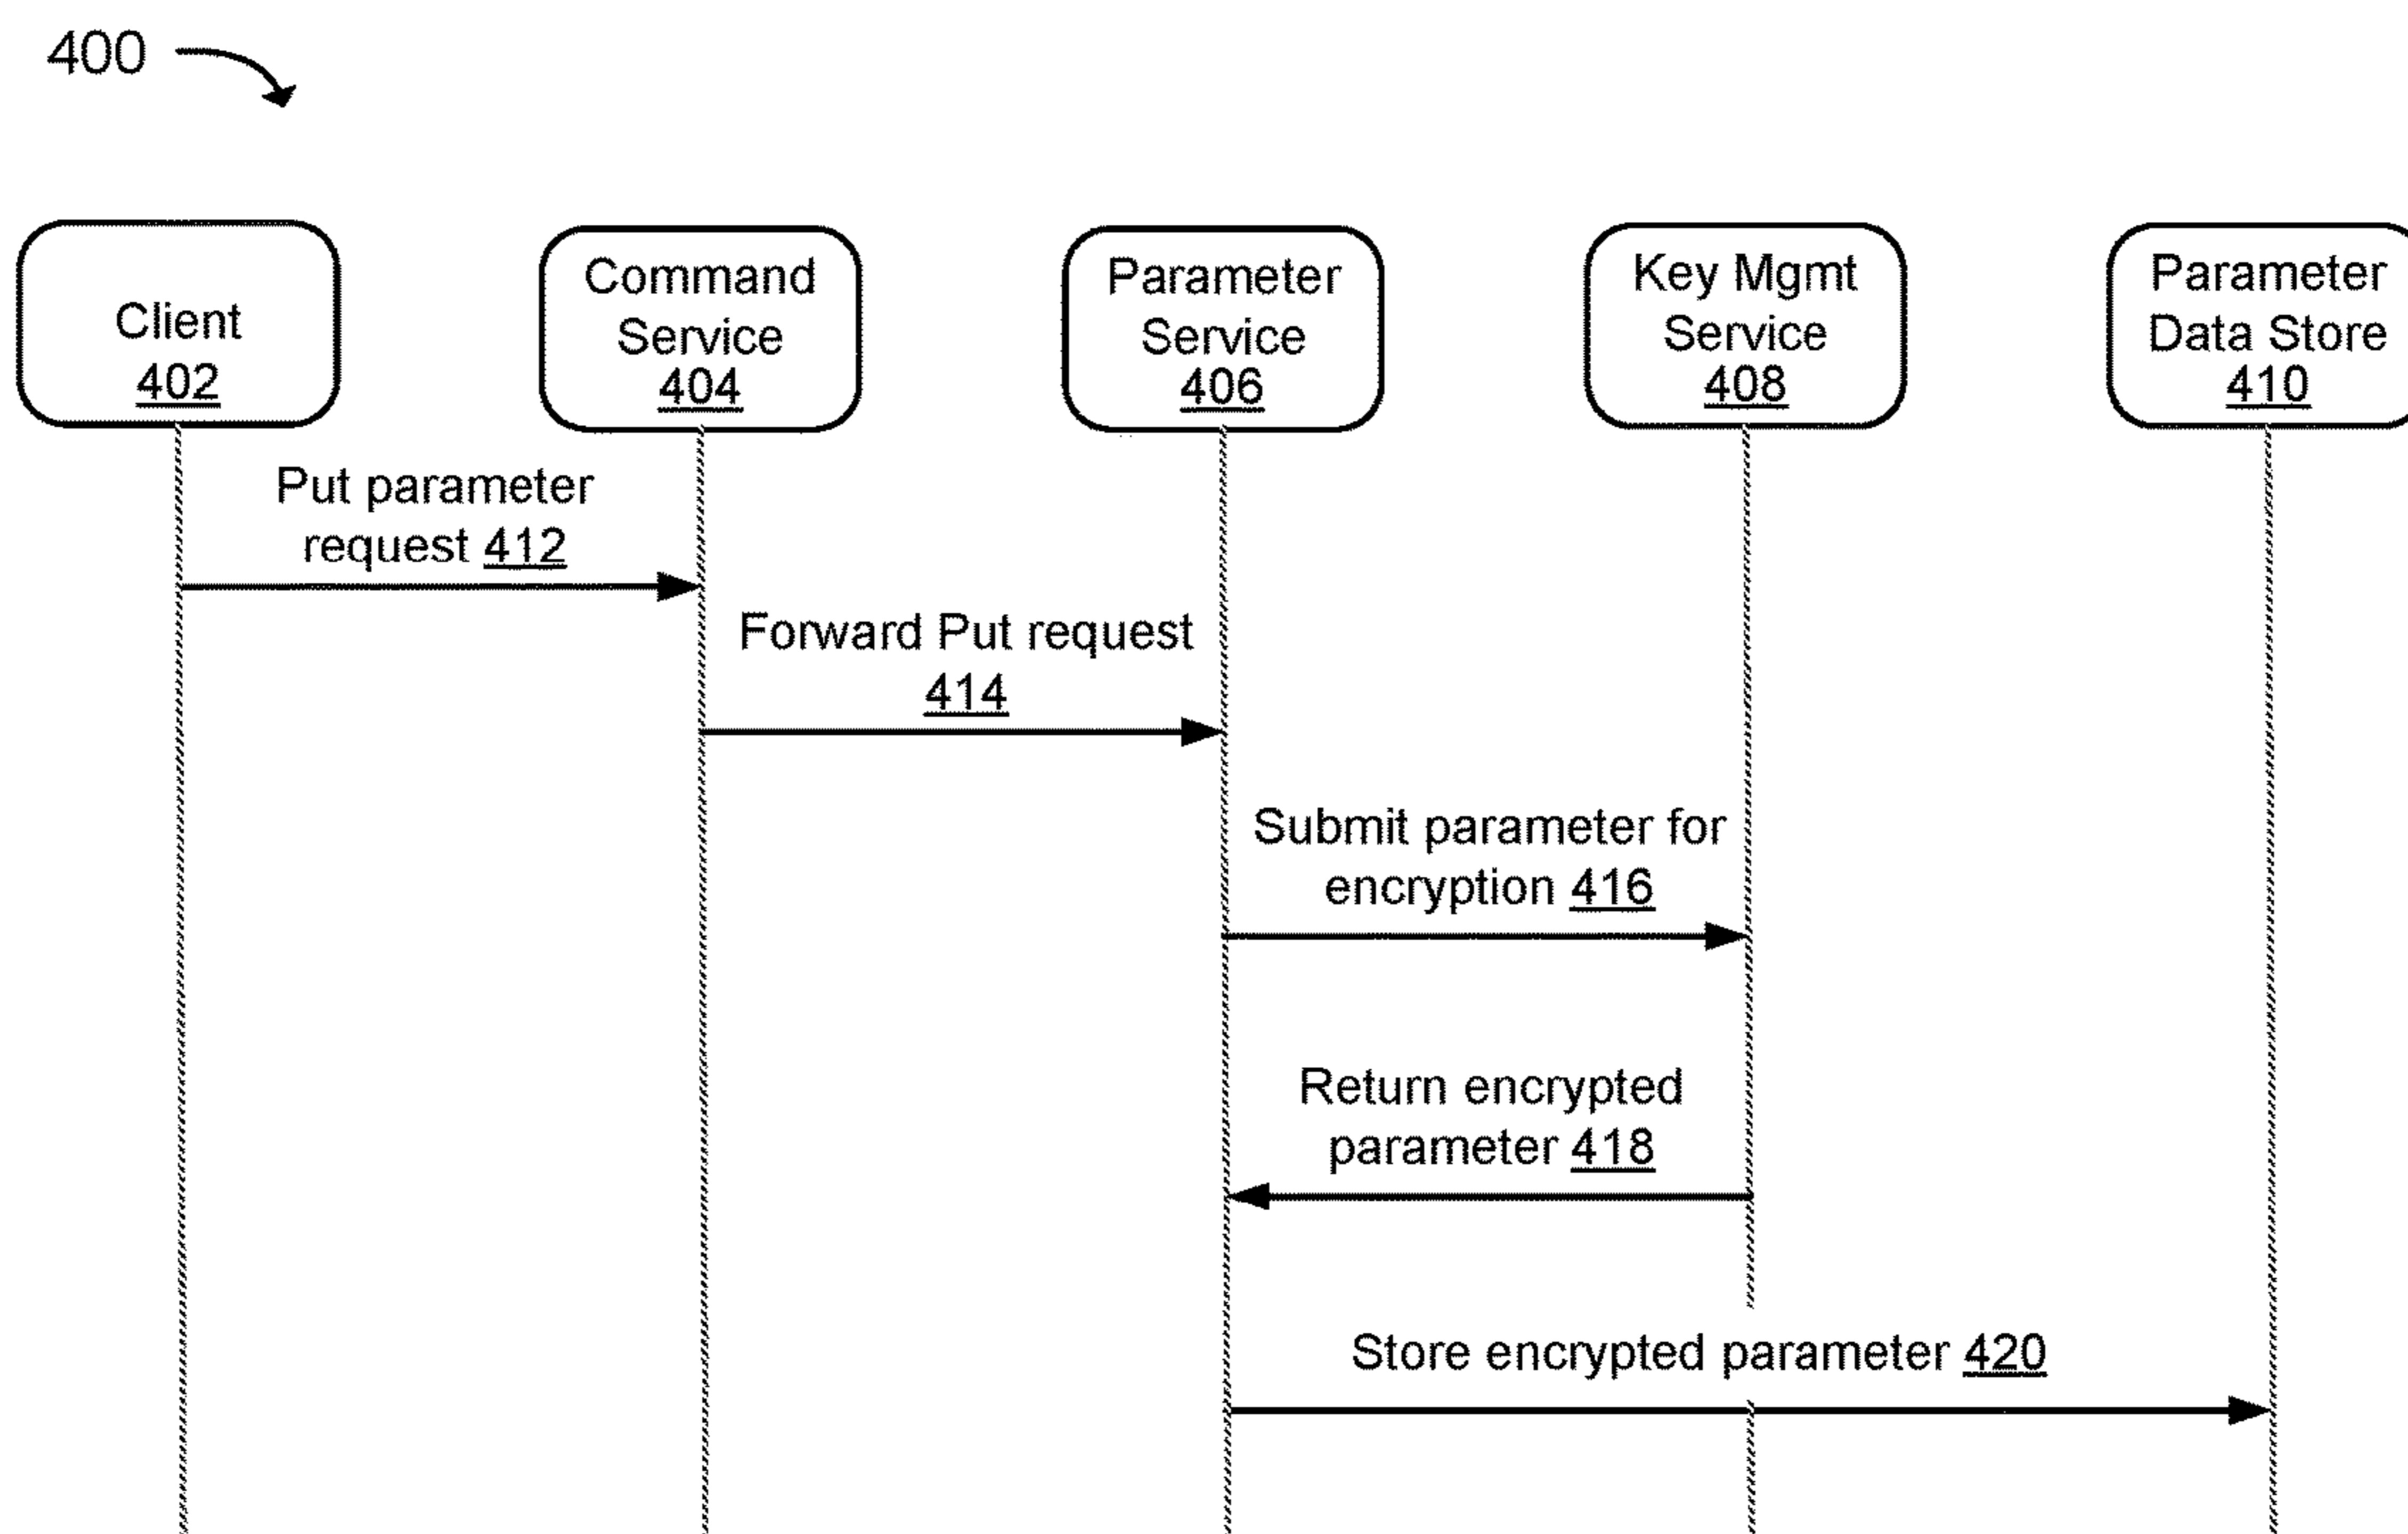 400
Client
402
Command
Service
404
Parameter
Service
406
Key Mgmt
Service
408
Parameter
Data Store
410
Put parameter
request 412
Forward Put request
414
Submit parameter for
encryption 416
Return encrypted
parameter 418
Store encrypted parameter 420